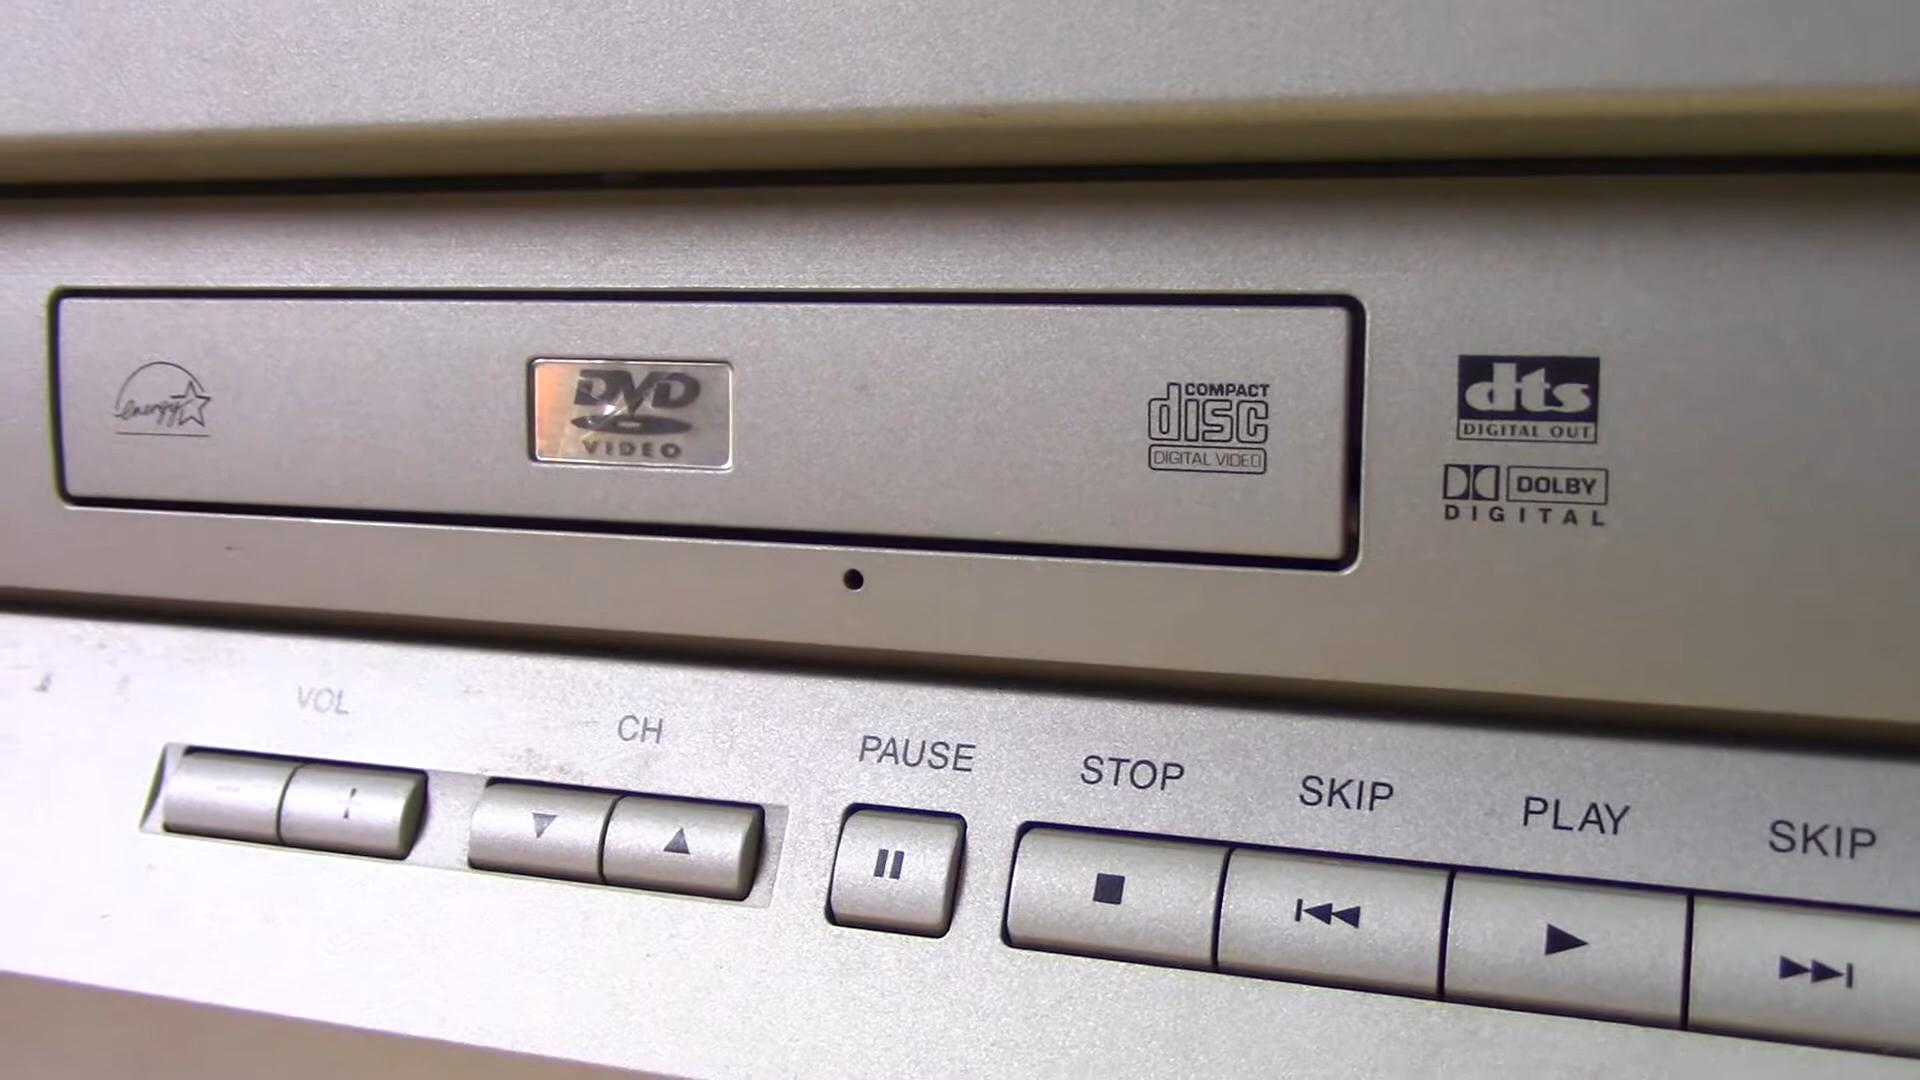 energy
DVD
VIDEO
COMPACT
disc
DIGITAL VIDEO
dts
DIGITAL OUT
DOLBY
DIGITAL
VOL
CH
PAUSE
STOP
SKIP
PLAY
SKIP
- +